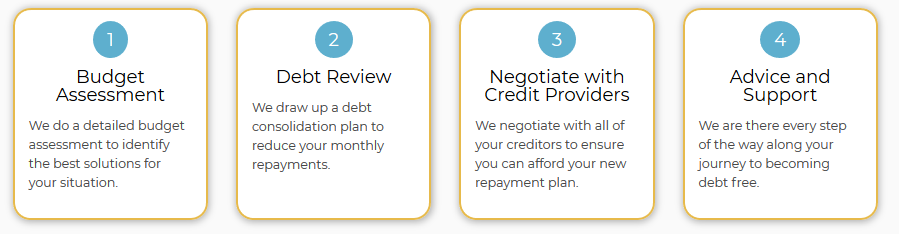 1
Budget
Assessment
We do a detailed budget
assessment to identify
the best solutions for
your situation.
2
Debt Review
We draw up a debt
consolidation plan to
reduce your monthly
repayments.
3
Negotiate with
Credit Providers
We negotiate with all of
your creditors to ensure
you can afford your new
repayment plan.
4
Advice and
Support
We are there every step
of the way along your
journey to becoming
debt free.